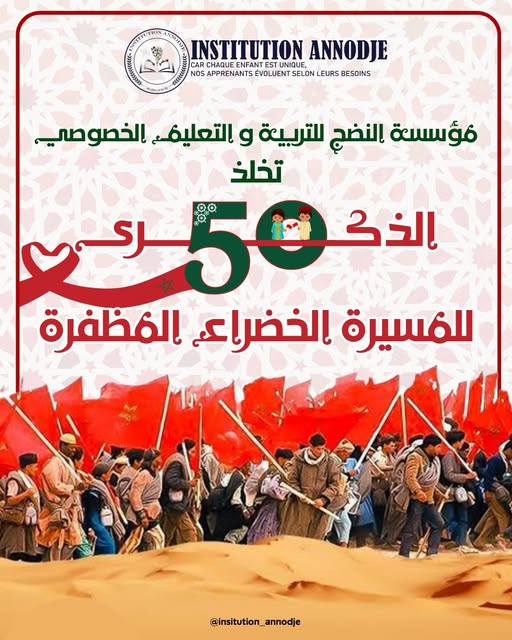 INSTITUTION ANNODJE
CAR CHAQUE ENFANT EST UNIQUE,
NOS APPRENANTS ÉVOLUENT SELON LEURS BESOINS
مؤسسة النضج للتربية و التعليم الخصوصي
تخلد
الذكـــرى 50
للمسيرة الخضراء المظفرة
@insitution_annodje